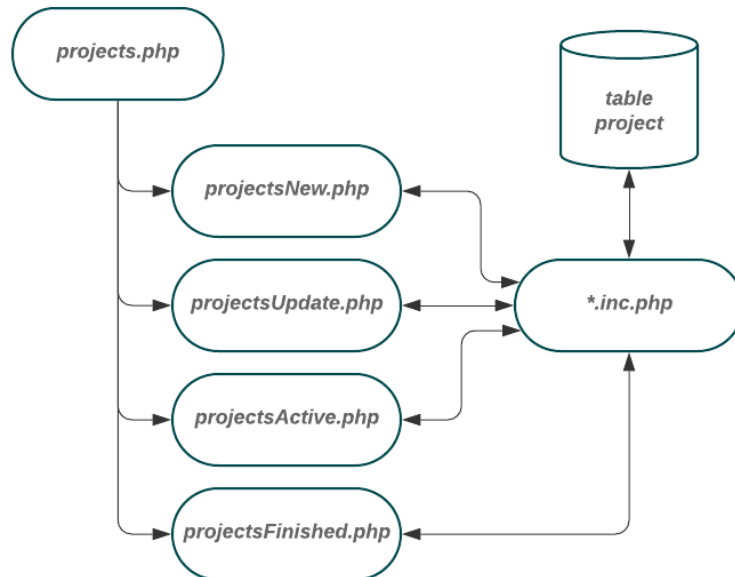 projects.php
table
project
projectsNew.php
projectsUpdate.php
*.inc.php
projectsActive.php
projectsFinished.php